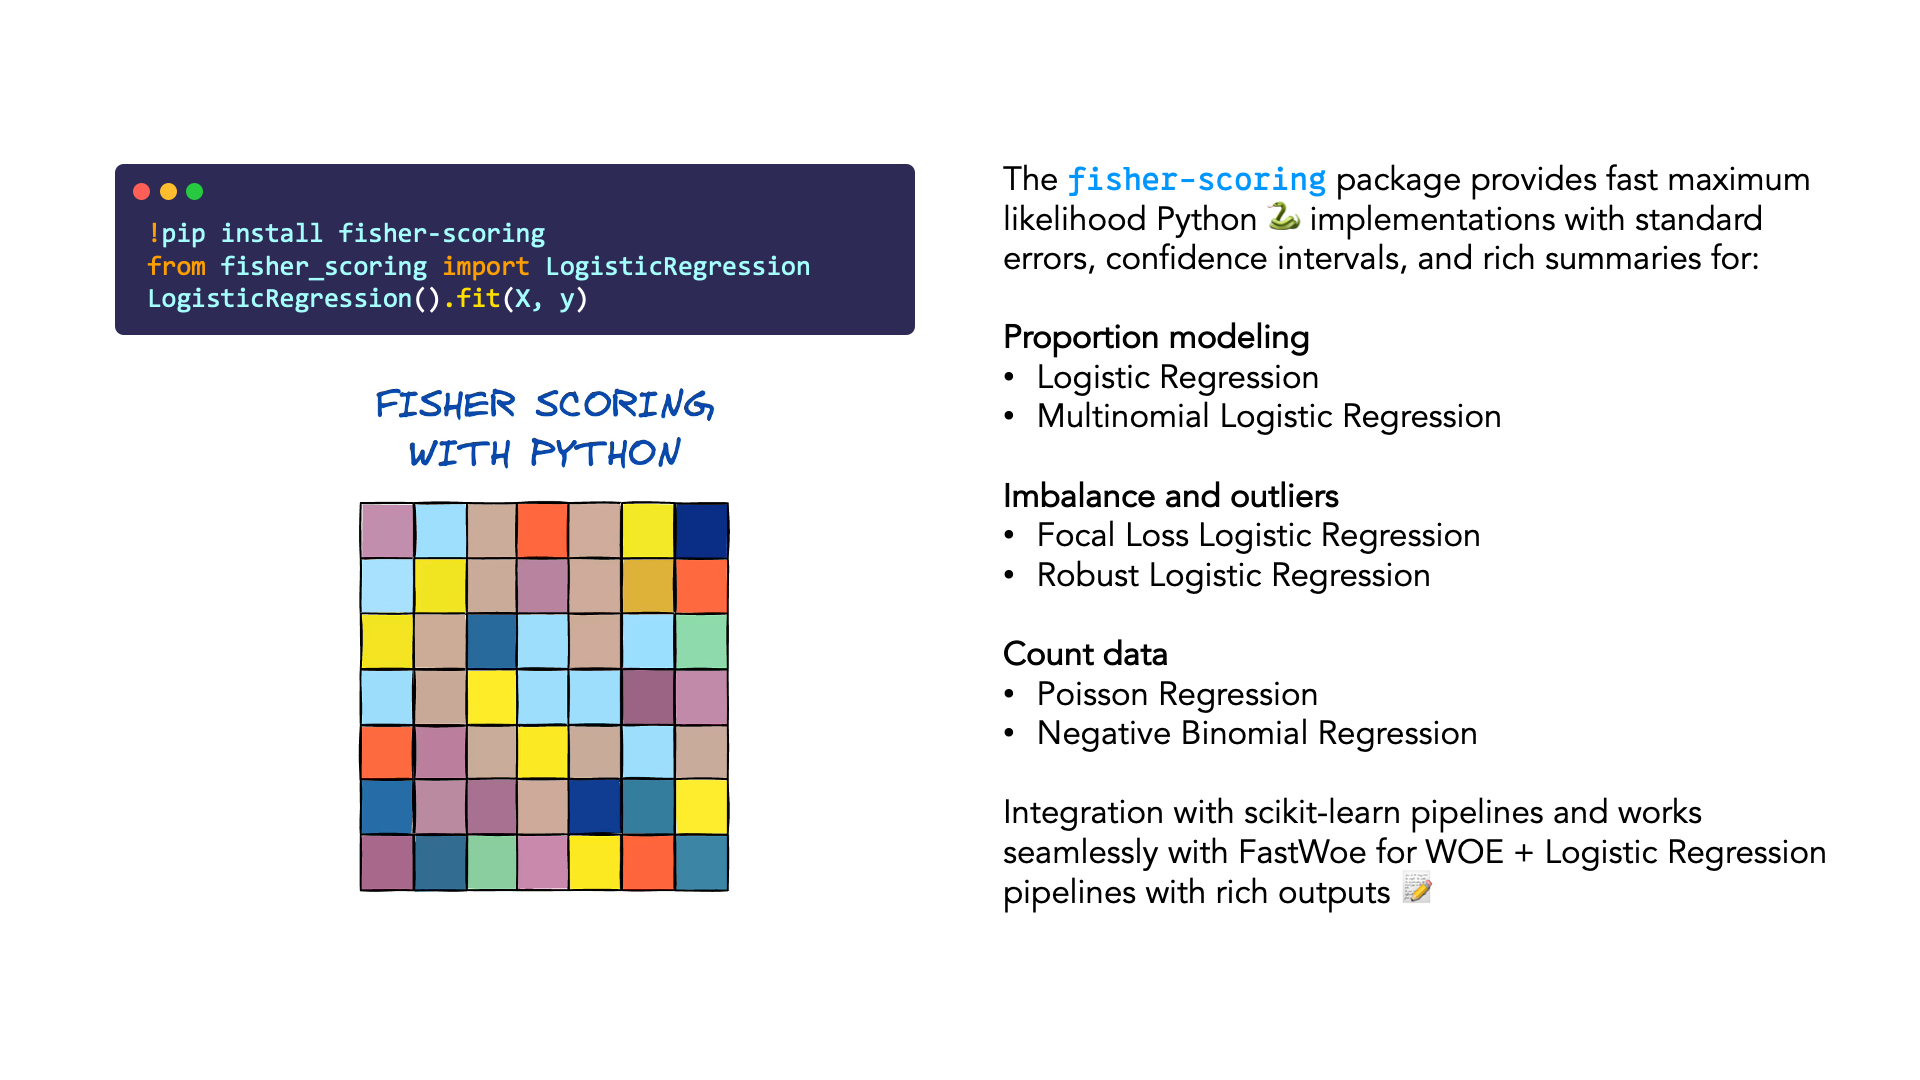 !pip install fisher-scoring
from fisher_scoring import LogisticRegression
LogisticRegression().fit(X, y)
FISHER SCORING
WITH PYTHON
The fisher-scoring package provides fast maximum
likelihood Python 🐍 implementations with standard
errors, confidence intervals, and rich summaries for:
Proportion modeling
• Logistic Regression
• Multinomial Logistic Regression
Imbalance and outliers
• Focal Loss Logistic Regression
• Robust Logistic Regression
Count data
• Poisson Regression
• Negative Binomial Regression
Integration with scikit-learn pipelines and works
seamlessly with FastWoe for WOE + Logistic Regression
pipelines with rich outputs 📝